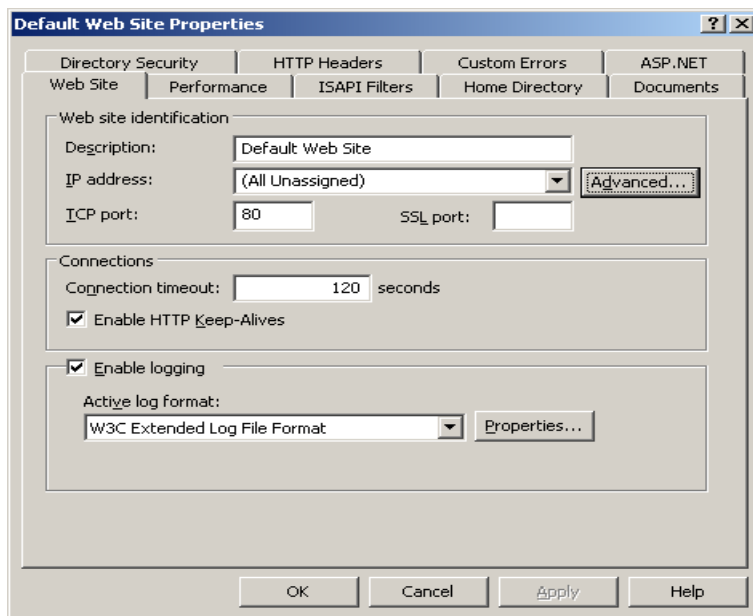 Default Web Site Properties
Directory Security HTTP Headers Custom Errors ASP.NET
Web Site Performance ISAPI Filters Home Directory Documents
Web site identification
Description: Default Web Site
IP address: (All Unassigned) Advanced...
TCP port: 80 SSL port:
Connections
Connection timeout: 120 seconds
Enable HTTP Keep-Alives
Enable logging
Active log format:
W3C Extended Log File Format Properties...
OK Cancel Apply Help